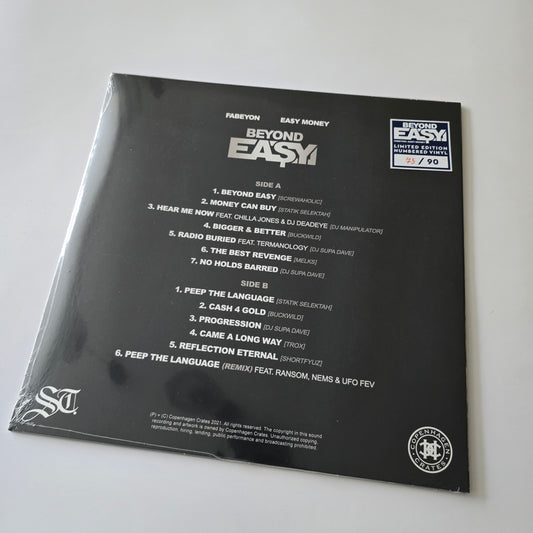 FABEYON EA$Y MONEY
BEYOND
EA$Y
BEYOND
EA$Y
LIMITED EDITION
NUMBERED VINYL
75 / 90
SIDE A
1. BEYOND EA$Y [SCREWAHOLIC]
2. MONEY CAN BUY [STATIK SELEKTAH]
3. HEAR ME NOW FEAT. CHILLA JONES & DJ DEADEYE [DJ MANIPULATOR]
4. BIGGER & BETTER [BUCKWILD]
5. RADIO BURIED FEAT. TERMANOLOGY [DJ SUPA DAVE]
6. THE BEST REVENGE [MELKS]
7. NO HOLDS BARRED [DJ SUPA DAVE]
SIDE B
1. PEEP THE LANGUAGE [STATIK SELEKTAH]
2. CASH 4 GOLD [BUCKWILD]
3. PROGRESSION [DJ SUPA DAVE]
4. CAME A LONG WAY [TROX]
5. REFLECTION ETERNAL [SHORTFYUZ]
6. PEEP THE LANGUAGE (REMIX) FEAT. RANSOM, NEMS & UFO FEV
ST.
(P) + (C) Copenhagen Crates 2021. All rights reserved. The copyright in this sound
recording and artwork is owned by Copenhagen Crates. Unauthorized copying,
reproduction, hiring, lending, public performance and broadcasting prohibited.
COPENHAGEN
CRATES